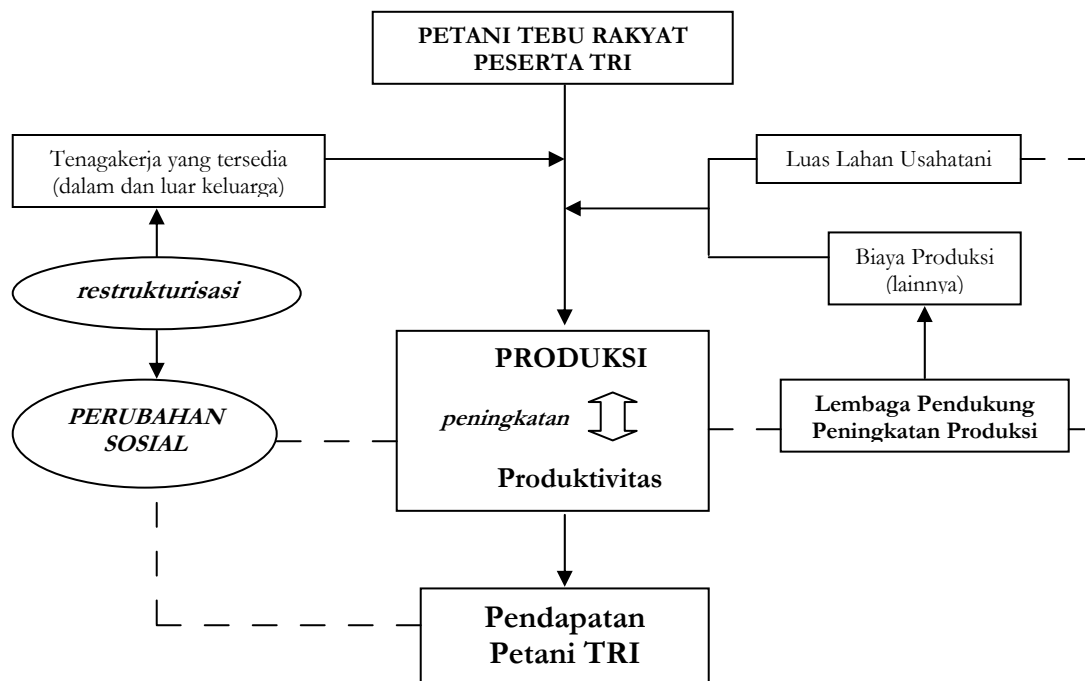 PETANI TEBU RAKYAT
PESERTA TRI
Tenagakerja yang tersedia
(dalam dan luar keluarga)
Luas Lahan Usahatani
Biaya Produksi
(lainnya)
restrukturisasi
PRODUKSI
peningkatan
Produktivitas
PERUBAHAN
SOSIAL
Lembaga Pendukung
Peningkatan Produksi
Pendapatan
Petani TRI